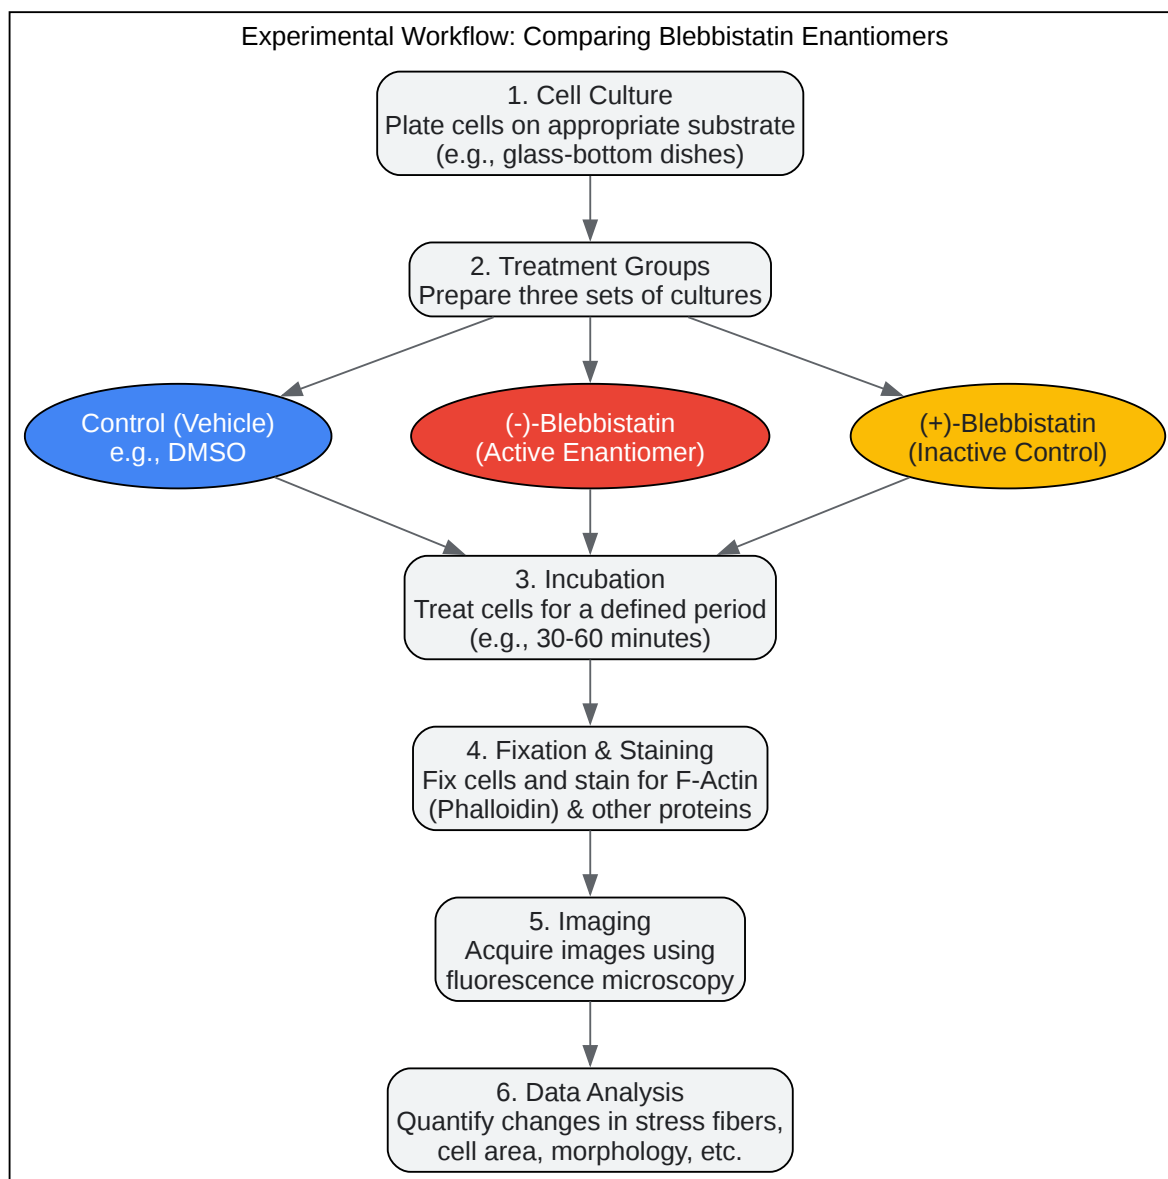 Experimental Workflow: Comparing Blebbistatin Enantiomers
1. Cell Culture
Plate cells on appropriate substrate
(e.g., glass-bottom dishes)
2. Treatment Groups
Prepare three sets of cultures
Control (Vehicle)
e.g., DMSO
(-)-Blebbistatin
(Active Enantiomer)
(+)-Blebbistatin
(Inactive Control)
3. Incubation
Treat cells for a defined period
(e.g., 30-60 minutes)
4. Fixation & Staining
Fix cells and stain for F-Actin
(Phalloidin) & other proteins
5. Imaging
Acquire images using
fluorescence microscopy
6. Data Analysis
Quantify changes in stress fibers,
cell area, morphology, etc.